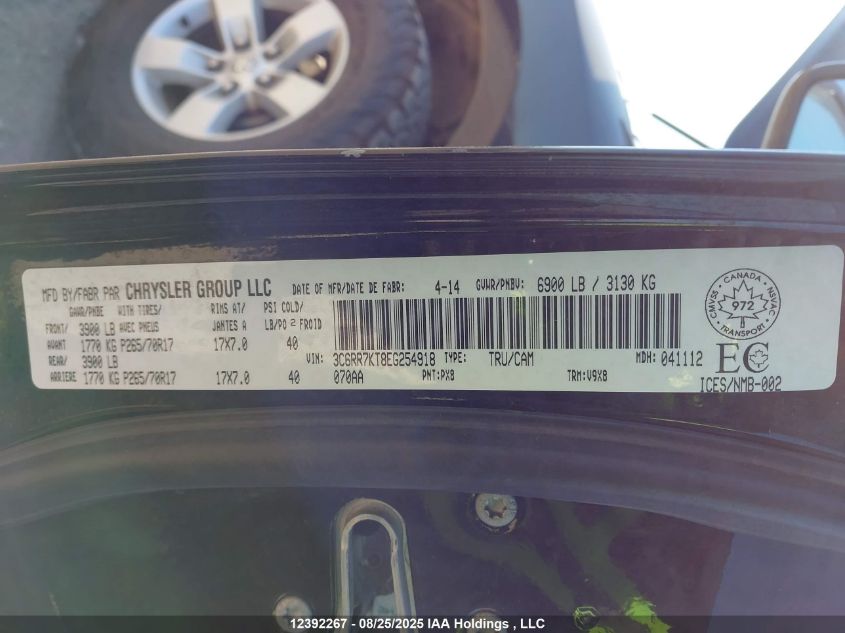 MFD BY/FABR PAR CHRYSLER GROUP LLC DATE OF MFR/DATE DE FABR: 4-14 GVWR/PNBV: 6900 LB / 3130 KG
GAWR/PNBE WITH TIRES/ RIMS AT/ PSI COLD/
FRONT/ 3900 LB AVEC PNEUS JANTES A LB/PO 2 FROID
AVANT 1770 KG P265/70R17 17X7.0 40
REAR/ 3900 LB
ARRIERE 1770 KG P265/70R17 17X7.0 40
VIN: 3C6RR7KT8EG254918 TYPE: TRU/CAM MDH: 041112
070AA PNT:PX8 TRM:V9X8
CANADA
CMVSS 972 NSVAC
TRANSPORT
EC
ICES/NMB-002
12392267 - 08/25/2025 IAA Holdings , LLC